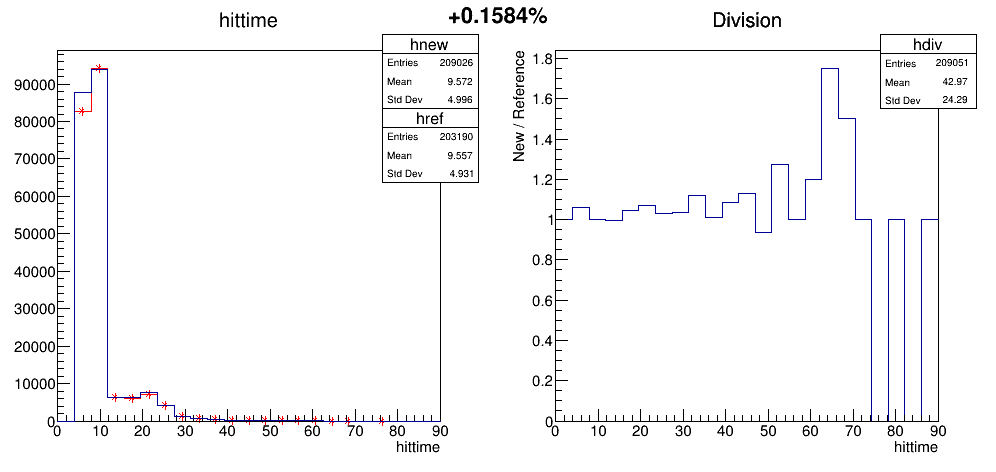 +0.1584%
hittime
hnew
Entries 209026
Mean 9.572
Std Dev 4.996
href
Entries 203190
Mean 9.557
Std Dev 4.931
90000
80000
70000
60000
50000
40000
30000
20000
10000
0
0 10 20 30 40 50 60 70 80 90
hittime
Division
hdiv
Entries 209051
Mean 42.97
Std Dev 24.29
New / Reference
1.8
1.6
1.4
1.2
1
0.8
0.6
0.4
0.2
0
0 10 20 30 40 50 60 70 80 90
hittime